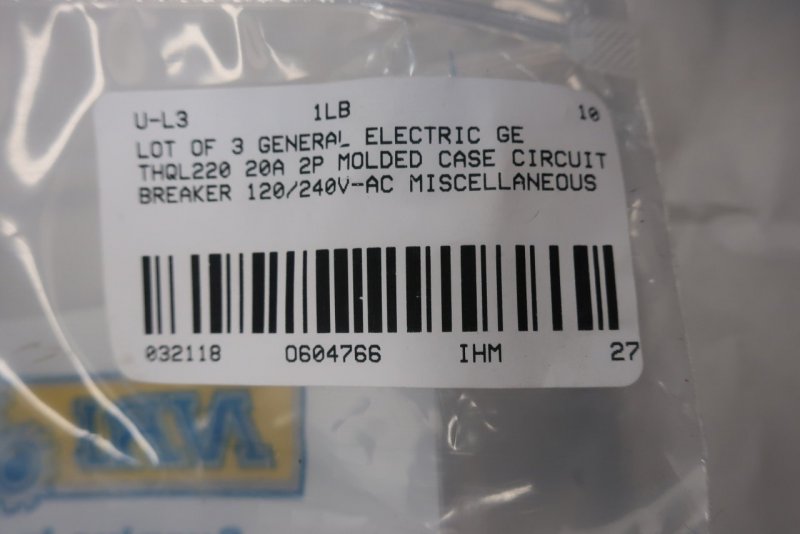 U-L3 1LB 10
LOT OF 3 GENERAL ELECTRIC GE
THQL220 20A 2P MOLDED CASE CIRCUIT
BREAKER 120/240V-AC MISCELLANEOUS
032118 0604766 IHM 27